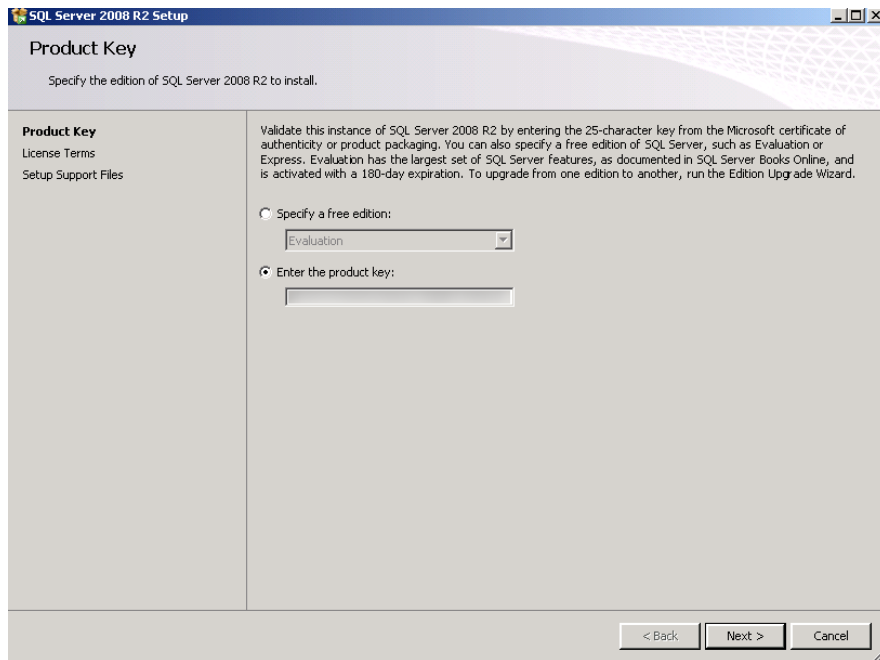 SQL Server 2008 R2 Setup
Product Key
Specify the edition of SQL Server 2008 R2 to install.
Product Key
License Terms
Setup Support Files
Validate this instance of SQL Server 2008 R2 by entering the 25-character key from the Microsoft certificate of
authenticity or product packaging. You can also specify a free edition of SQL Server, such as Evaluation or
Express. Evaluation has the largest set of SQL Server features, as documented in SQL Server Books Online, and
is activated with a 180-day expiration. To upgrade from one edition to another, run the Edition Upgrade Wizard.
Specify a free edition:
Evaluation
Enter the product key:
< Back
Next >
Cancel